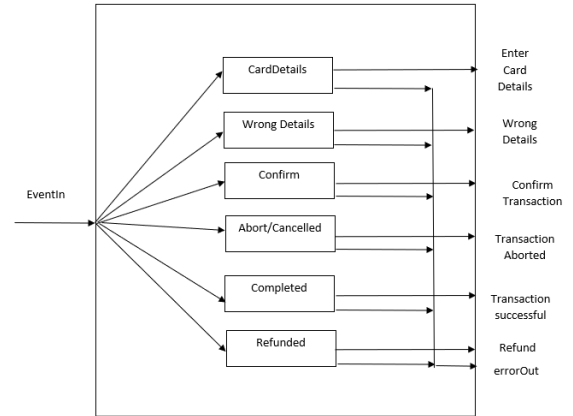 EventIn
CardDetails
Wrong Details
Confirm
Abort/Cancelled
Completed
Refunded
Enter
Card
Details
Wrong
Details
Confirm
Transaction
Transaction
Aborted
Transaction
successful
Refund
errorOut